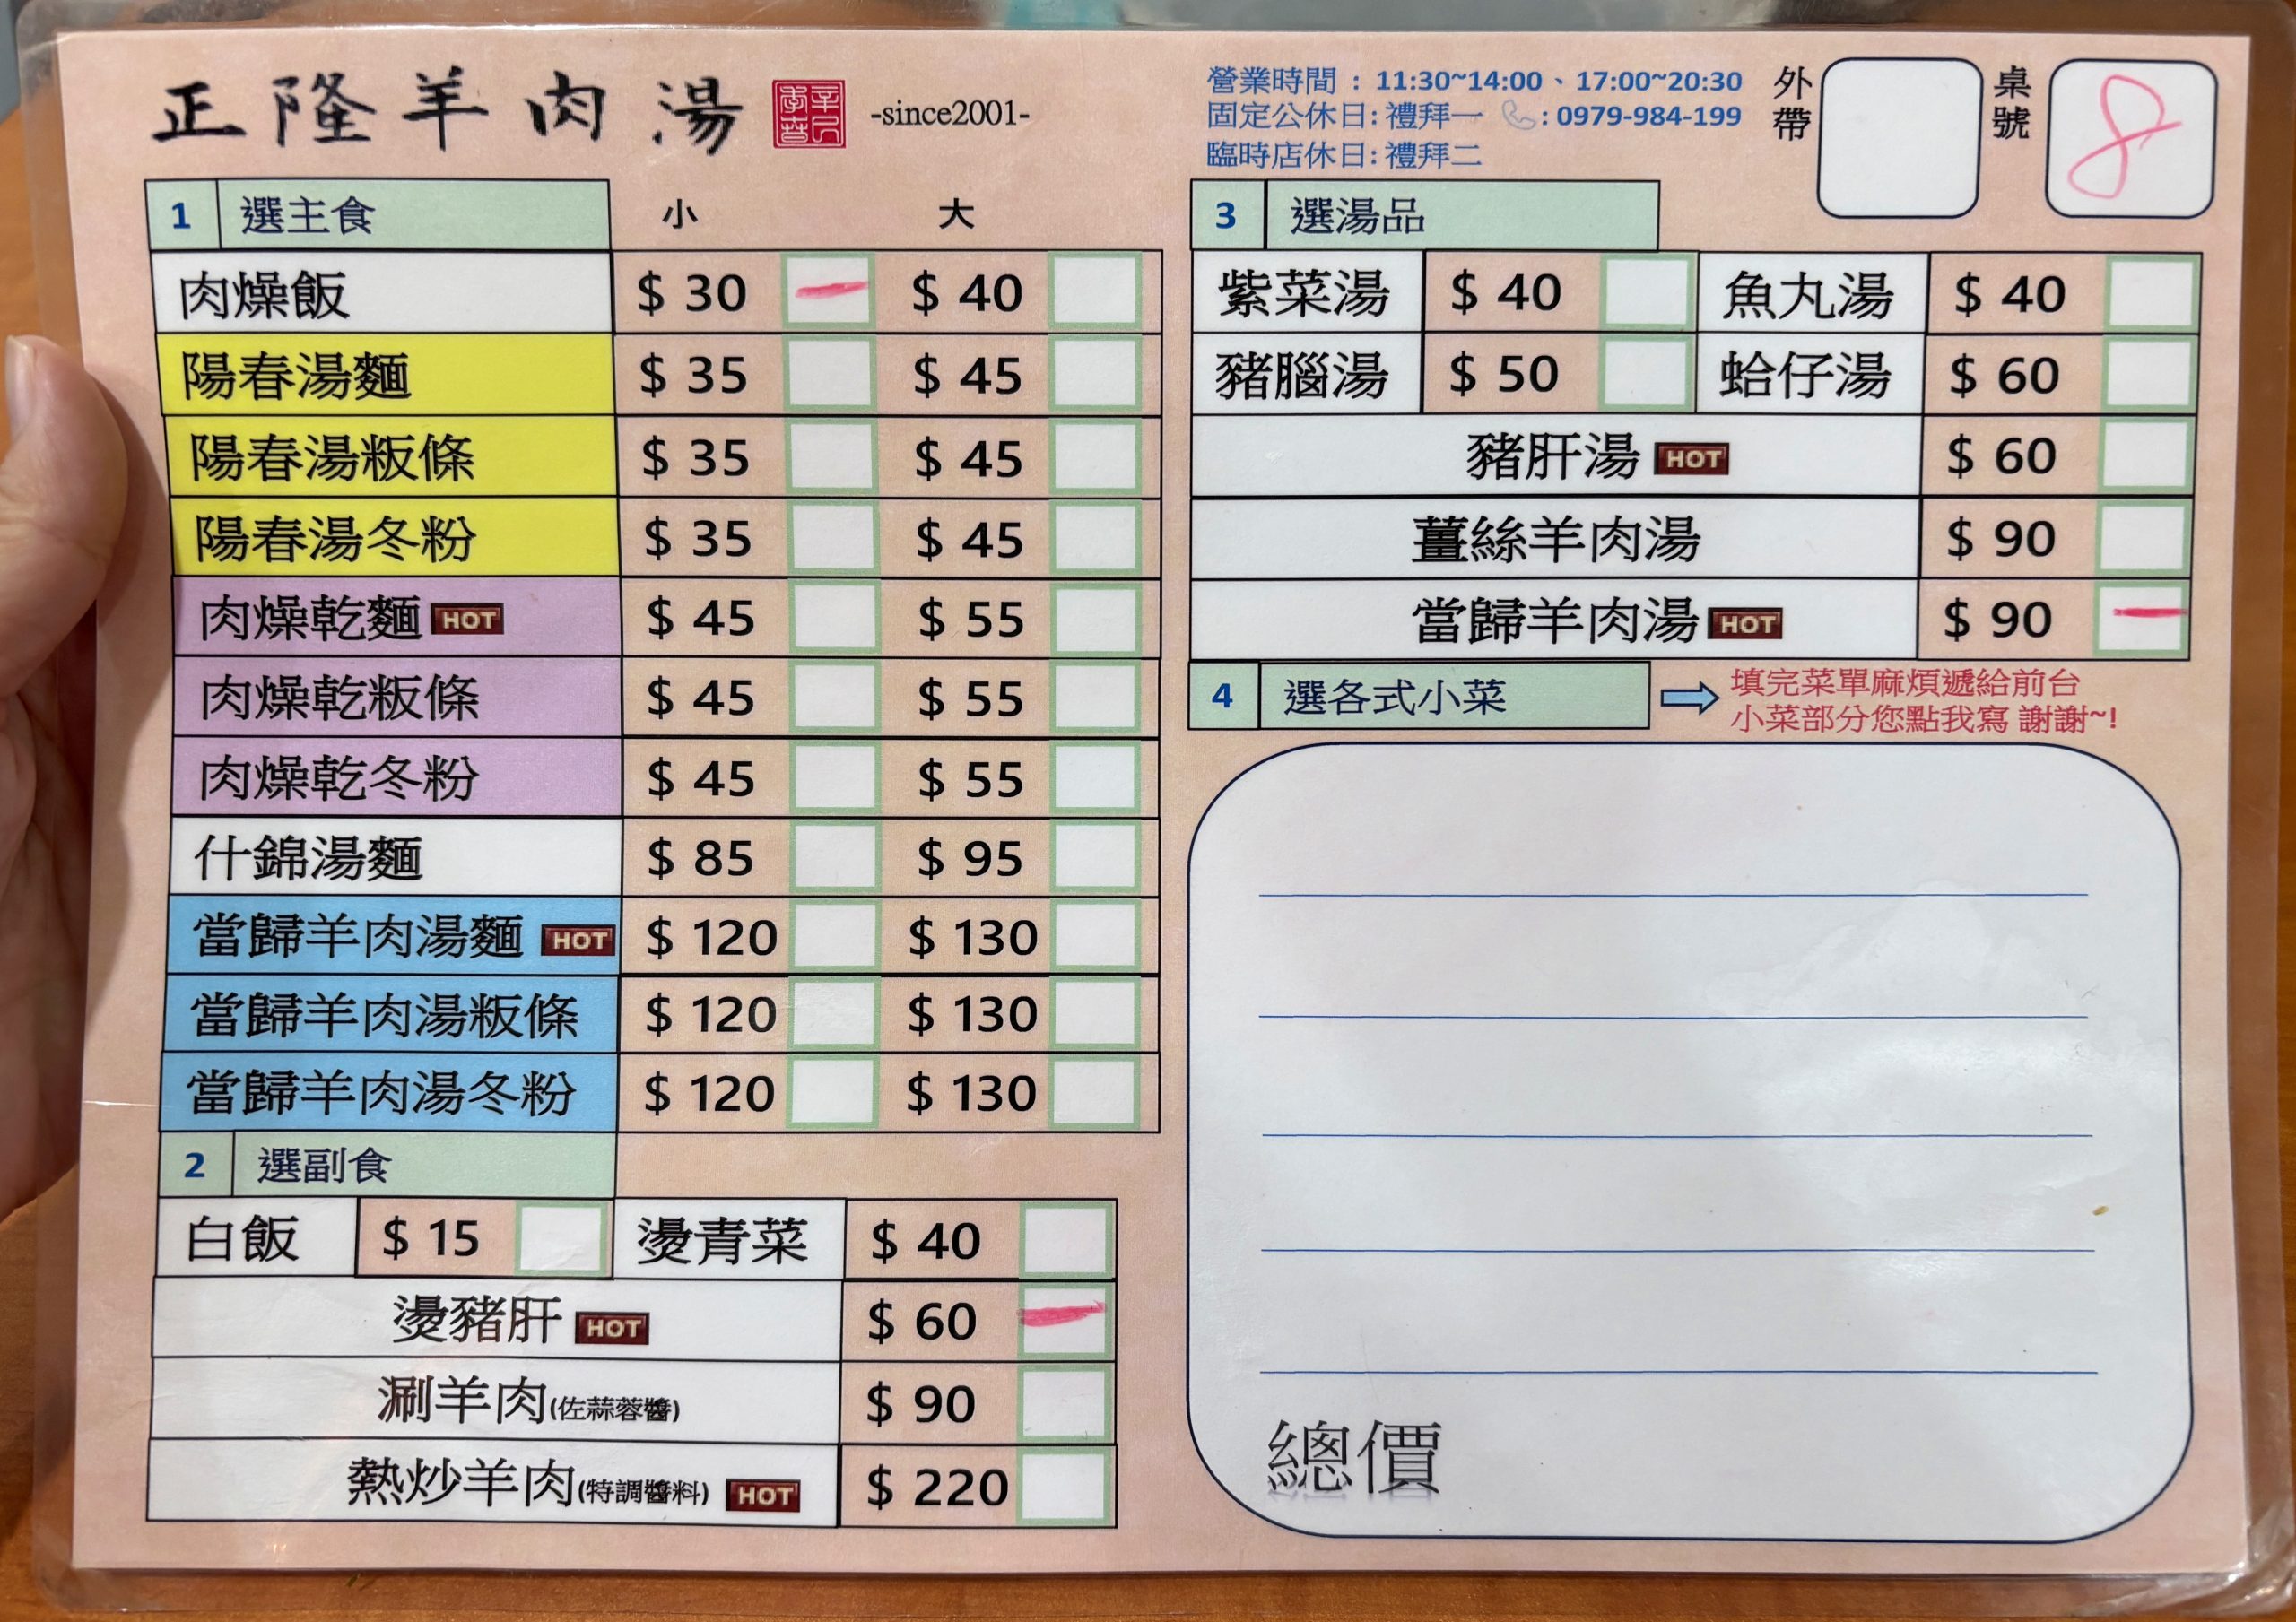 正隆羊肉湯 -since2001-
營業時間：11:30~14:00、17:00~20:30
固定公休日:禮拜一 :0979-984-199
臨時店休日:禮拜二
外帶
桌號 8
1 選主食 小 大
肉燥飯 $ 30 $ 40
陽春湯麵 $ 35 $ 45
陽春湯粄條 $ 35 $ 45
陽春湯冬粉 $ 35 $ 45
肉燥乾麵 HOT $ 45 $ 55
肉燥乾粄條 $ 45 $ 55
肉燥乾冬粉 $ 45 $ 55
什錦湯麵 $ 85 $ 95
當歸羊肉湯麵 HOT $ 120 $ 130
當歸羊肉湯粄條 $ 120 $ 130
當歸羊肉湯冬粉 $ 120 $ 130
2 選副食
白飯 $ 15 燙青菜 $ 40
燙豬肝 HOT $ 60
涮羊肉(佐蒜蓉醬) $ 90
熱炒羊肉(特調醬料) HOT $ 220
3 選湯品
紫菜湯 $ 40 魚丸湯 $ 40
豬腦湯 $ 50 蛤仔湯 $ 60
豬肝湯 HOT $ 60
薑絲羊肉湯 $ 90
當歸羊肉湯 HOT $ 90
4 選各式小菜
填完菜單麻煩遞給前台
小菜部分您點我寫 謝謝~!
總價